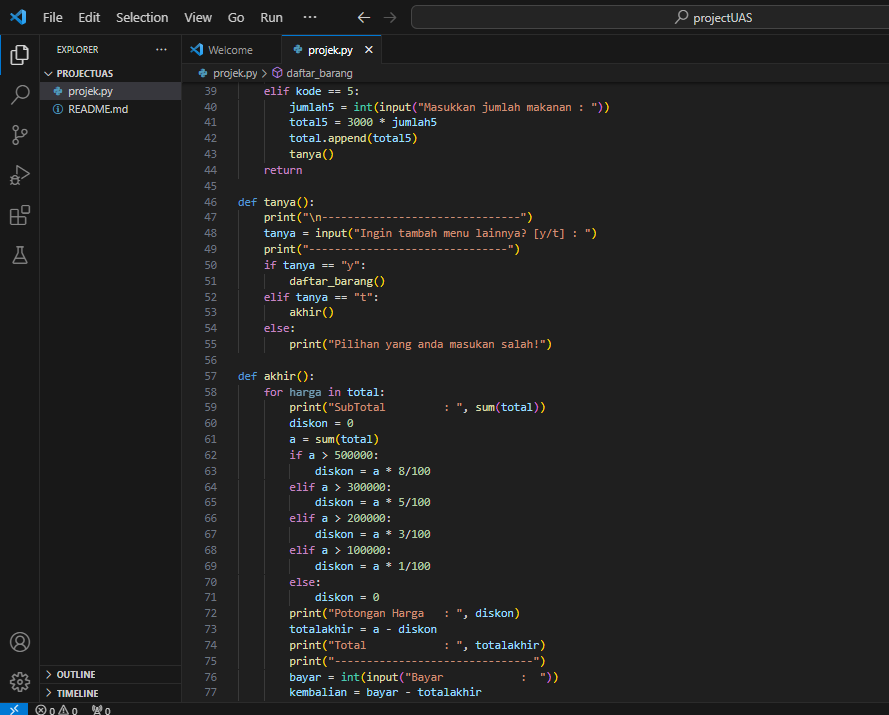 File Edit Selection View Go Run ··· ← → projectUAS
EXPLORER ··· Welcome projek.py ×
PROJECTUAS
projek.py
README.md
projek.py > daftar_barang
39 elif kode == 5:
40 jumlah5 = int(input("Masukkan jumlah makanan : "))
41 total5 = 3000 * jumlah5
42 total.append(total5)
43 tanya()
44 return
45
46 def tanya():
47 print("\n-------------------------------")
48 tanya = input("Ingin tambah menu lainnya? [y/t] : ")
49 print("-------------------------------")
50 if tanya == "y":
51 daftar_barang()
52 elif tanya == "t":
53 akhir()
54 else:
55 print("Pilihan yang anda masukan salah!")
56
57 def akhir():
58 for harga in total:
59 print("SubTotal         : ", sum(total))
60 diskon = 0
61 a = sum(total)
62 if a > 500000:
63 diskon = a * 8/100
64 elif a > 300000:
65 diskon = a * 5/100
66 elif a > 200000:
67 diskon = a * 3/100
68 elif a > 100000:
69 diskon = a * 1/100
70 else:
71 diskon = 0
72 print("Potongan Harga   : ", diskon)
73 totalakhir = a - diskon
74 print("Total            : ", totalakhir)
75 print("-------------------------------")
76 bayar = int(input("Bayar            :  "))
77 kembalian = bayar - totalakhir
OUTLINE
TIMELINE
0 0 0